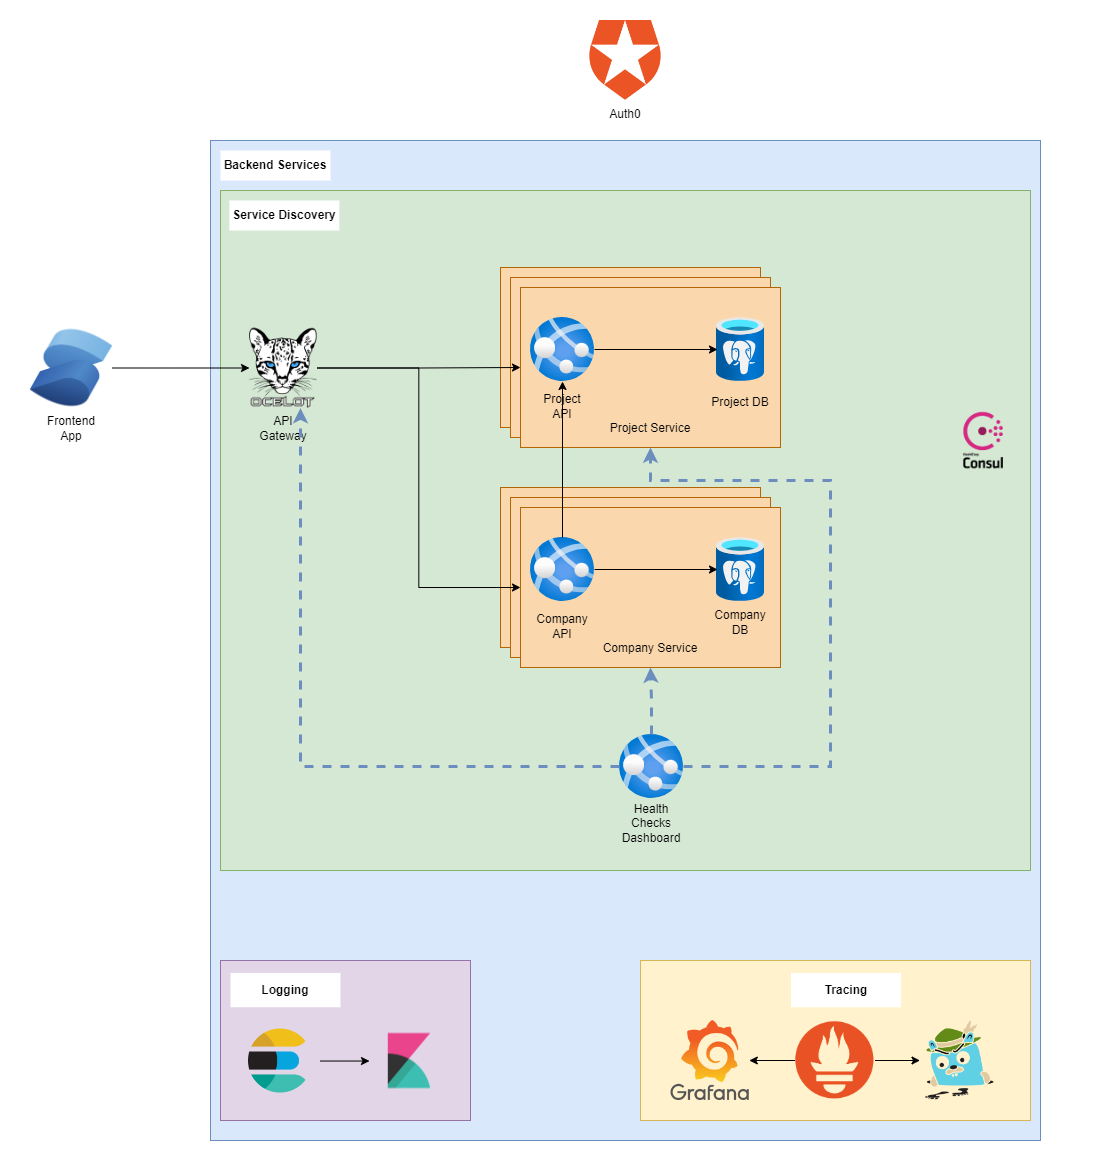 Auth0
Backend Services
Service Discovery
OCELOT
API
Gateway
Frontend
App
Project
API
Project DB
Project Service
HashiCorp
Consul
Company
API
Company
DB
Company Service
Health
Checks
Dashboard
Logging
Tracing
Grafana